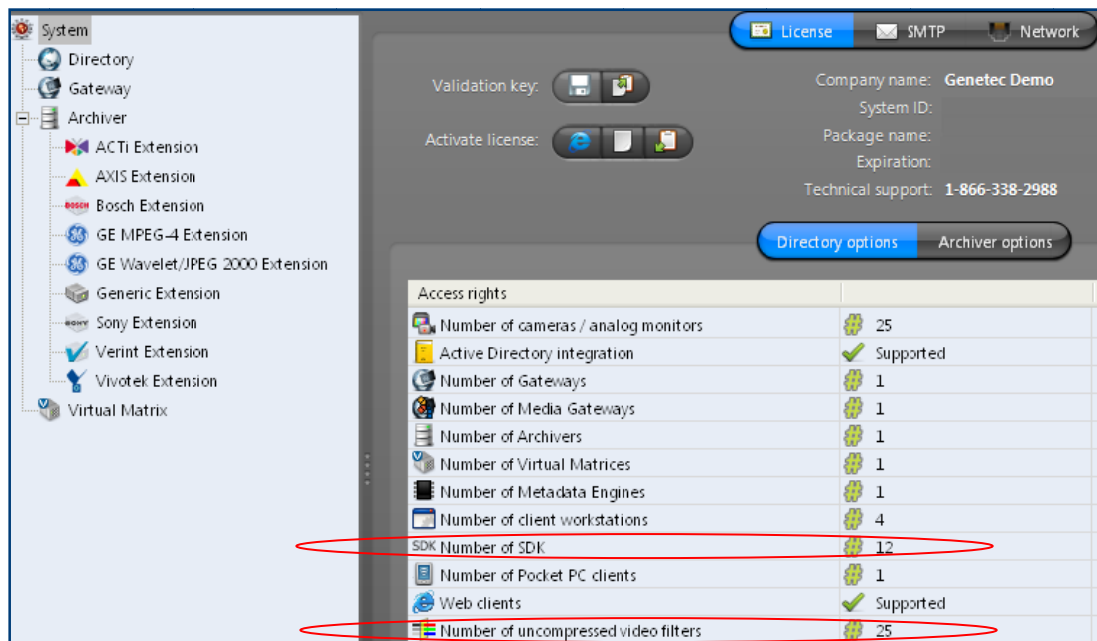 System
Directory
Gateway
Archiver
ACTi Extension
AXIS Extension
BOSCH Bosch Extension
GE MPEG-4 Extension
GE Wavelet/JPEG 2000 Extension
Generic Extension
SONY Sony Extension
Verint Extension
Vivotek Extension
Virtual Matrix
License SMTP Network
Validation key:
Activate license:
Company name: Genetec Demo
System ID:
Package name:
Expiration:
Technical support: 1-866-338-2988
Directory options Archiver options
Access rights
Number of cameras / analog monitors # 25
Active Directory integration Supported
Number of Gateways # 1
Number of Media Gateways # 1
Number of Archivers # 1
Number of Virtual Matrices # 1
Number of Metadata Engines # 1
Number of client workstations # 4
SDK Number of SDK # 12
Number of Pocket PC clients # 1
Web clients Supported
Number of uncompressed video filters # 25